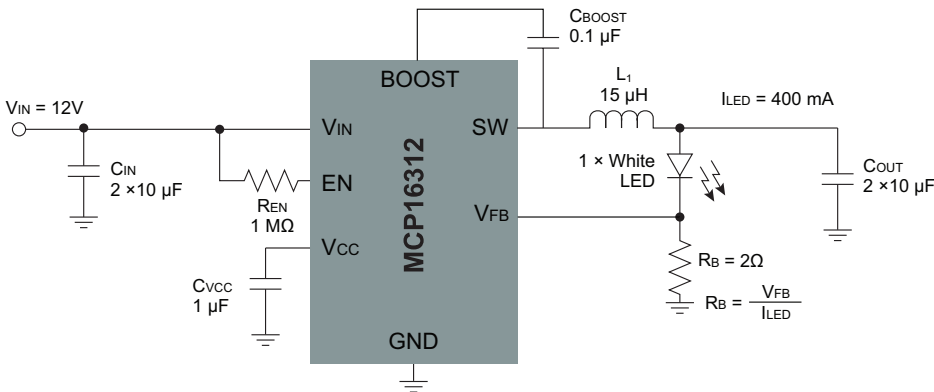 CBOOST
0.1 µF
BOOST
L1
15 µH
ILED = 400 mA
VIN = 12V
VIN
SW
CIN
2 ×10 µF
EN
REN
1 MΩ
1 × White
LED
COUT
2 ×10 µF
MCP16312
VFB
VCC
CVCC
1 µF
RB = 2Ω
RB = VFB
ILED
GND